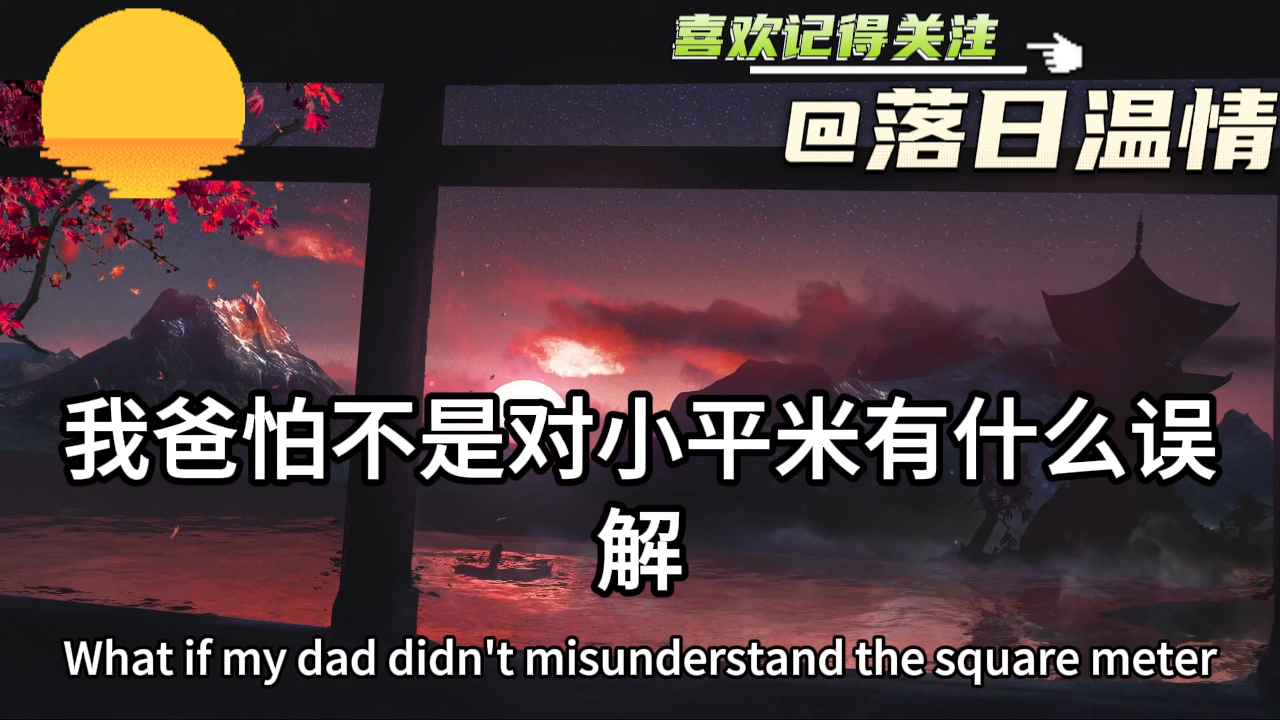 喜欢记得关注
@落日温情
我爸怕不是对小平米有什么误
解
What if my dad didn't misunderstand the square meter